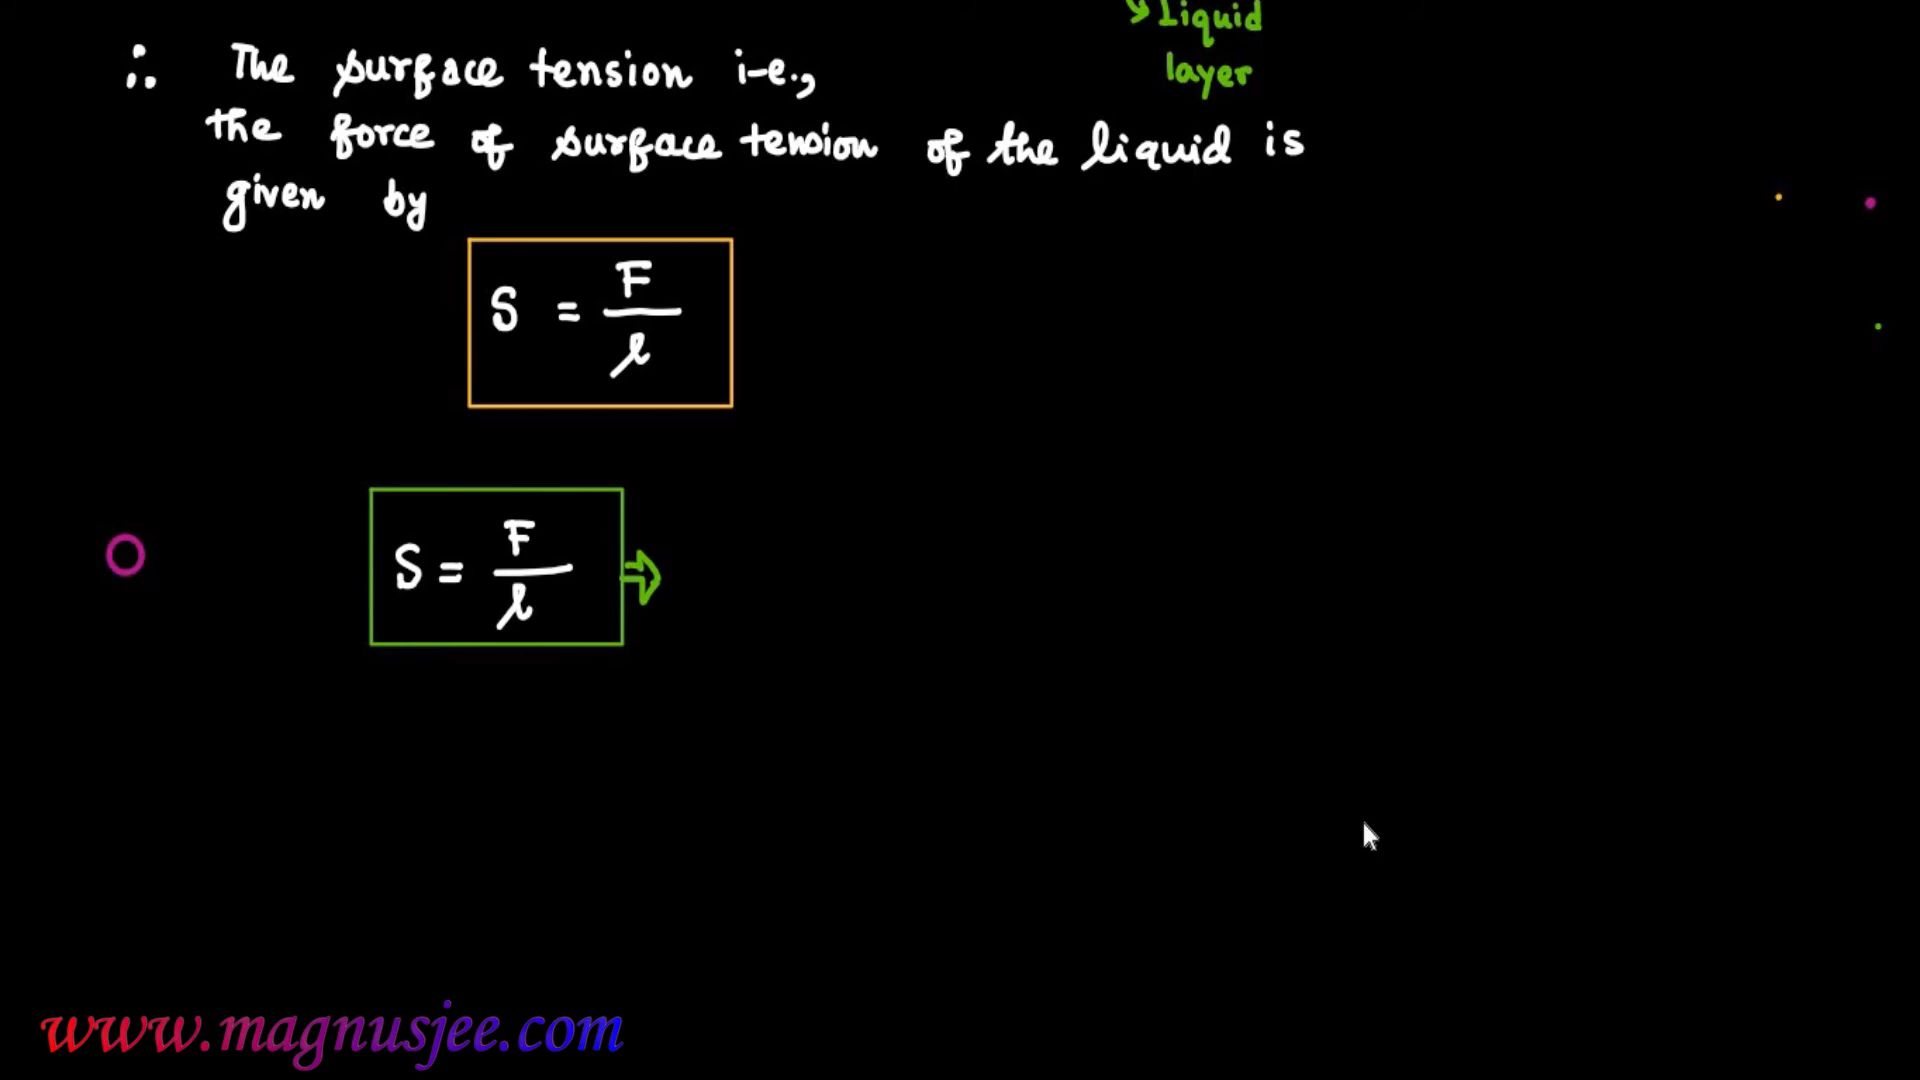 Liquid
layer
∴ The surface tension i-e.,
the force of surface tension of the liquid is
given by
S = F/l
S = F/l ⇒
www.magnusjee.com